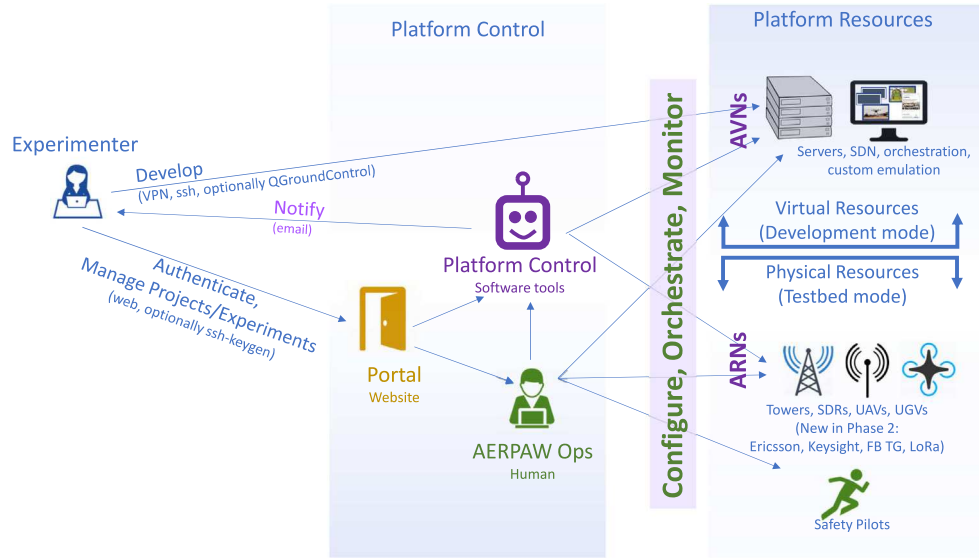 Platform Control
Platform Resources
Experimenter
Develop
(VPN, ssh, optionally QGroundControl)
Notify
(email)
Authenticate,
Manage Projects/Experiments
(web, optionally ssh-keygen)
Platform Control
Software tools
Portal
Website
AERPAW Ops
Human
Configure, Orchestrate, Monitor
AVNs
Servers, SDN, orchestration,
custom emulation
Virtual Resources
(Development mode)
Physical Resources
(Testbed mode)
ARNs
Towers, SDRs, UAVs, UGVs
(New in Phase 2:
Ericsson, Keysight, FB TG, LoRa)
Safety Pilots